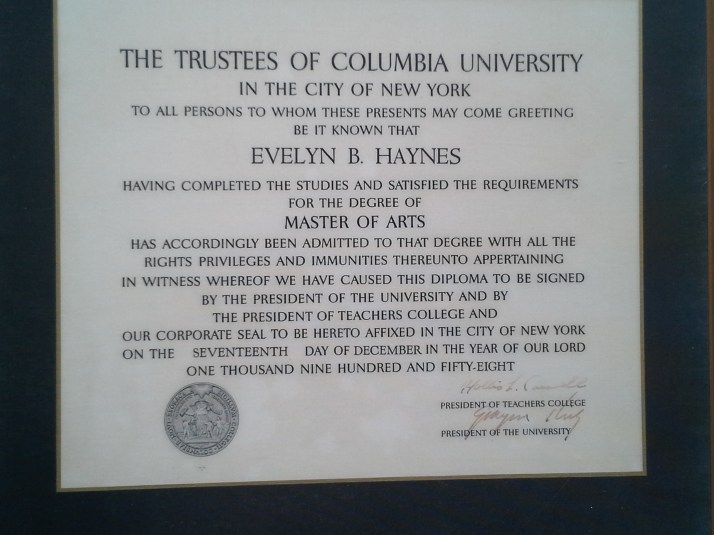 THE TRUSTEES OF COLUMBIA UNIVERSITY
IN THE CITY OF NEW YORK
TO ALL PERSONS TO WHOM THESE PRESENTS MAY COME GREETING
BE IT KNOWN THAT
EVELYN B. HAYNES
HAVING COMPLETED THE STUDIES AND SATISFIED THE REQUIREMENTS
FOR THE DEGREE OF
MASTER OF ARTS
HAS ACCORDINGLY BEEN ADMITTED TO THAT DEGREE WITH ALL THE
RIGHTS PRIVILEGES AND IMMUNITIES THEREUNTO APPERTAINING
IN WITNESS WHEREOF WE HAVE CAUSED THIS DIPLOMA TO BE SIGNED
BY THE PRESIDENT OF THE UNIVERSITY AND BY
THE PRESIDENT OF TEACHERS COLLEGE AND
OUR CORPORATE SEAL TO BE HERETO AFFIXED IN THE CITY OF NEW YORK
ON THE SEVENTEENTH DAY OF DECEMBER IN THE YEAR OF OUR LORD
ONE THOUSAND NINE HUNDRED AND FIFTY-EIGHT
PRESIDENT OF TEACHERS COLLEGE
PRESIDENT OF THE UNIVERSITY